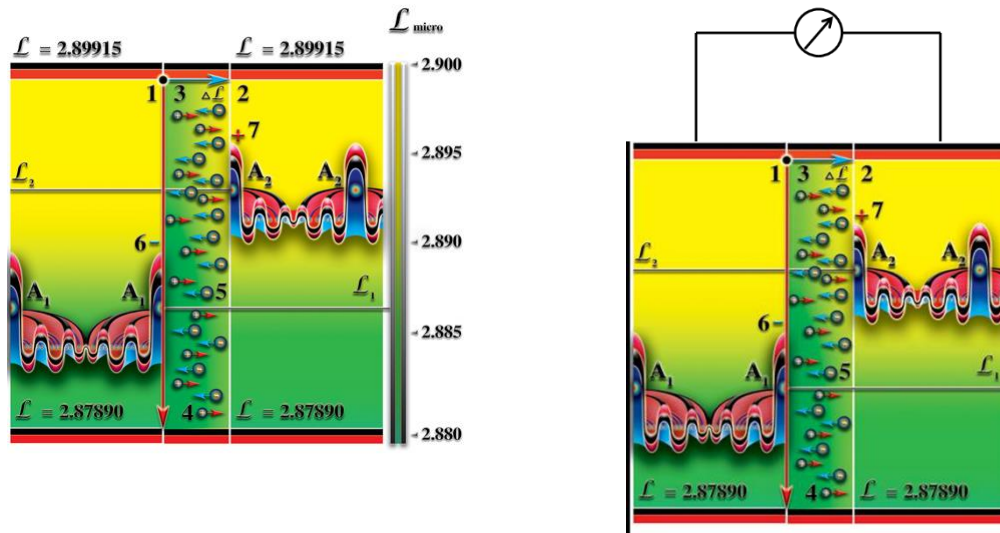 ℒ = 2.89915 ℒ = 2.89915
ℒ micro
2.900
1 3 Δℒ 2
+7
2.895
A₂ A₂
ℒ₂
6-
2.890
A₁ A₁
5
ℒ₁
2.885
ℒ = 2.87890 4 ℒ = 2.87890
2.880
1 3 Δℒ 2
+7
A₂ A₂
ℒ₂
6-
A₁ A₁
5
ℒ₁
ℒ = 2.87890 4 ℒ = 2.87890